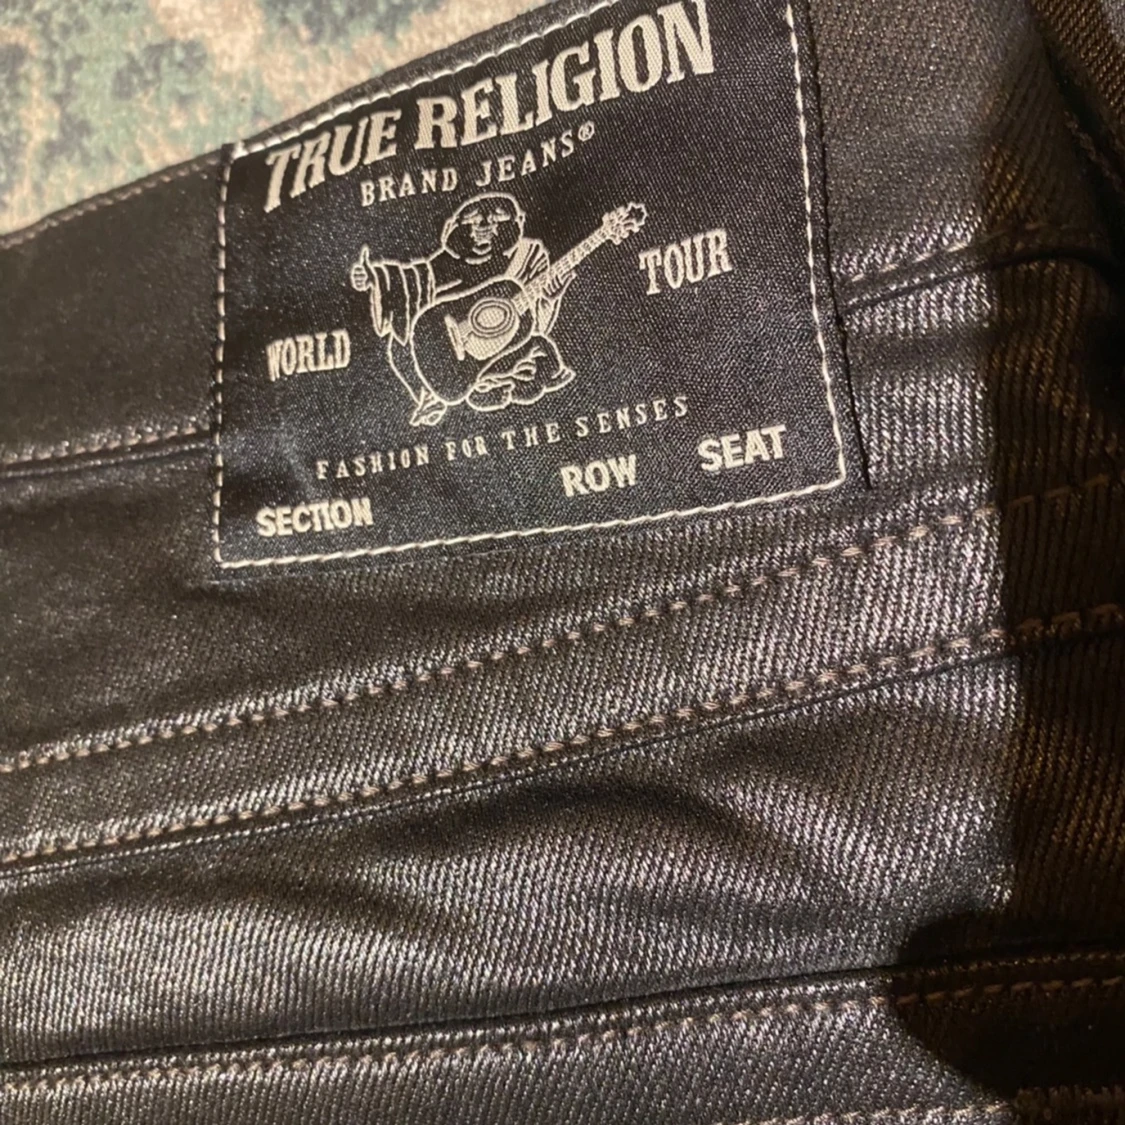 TRUE RELIGION
BRAND JEANS®
WORLD TOUR
FASHION FOR THE SENSES
SECTION ROW SEAT